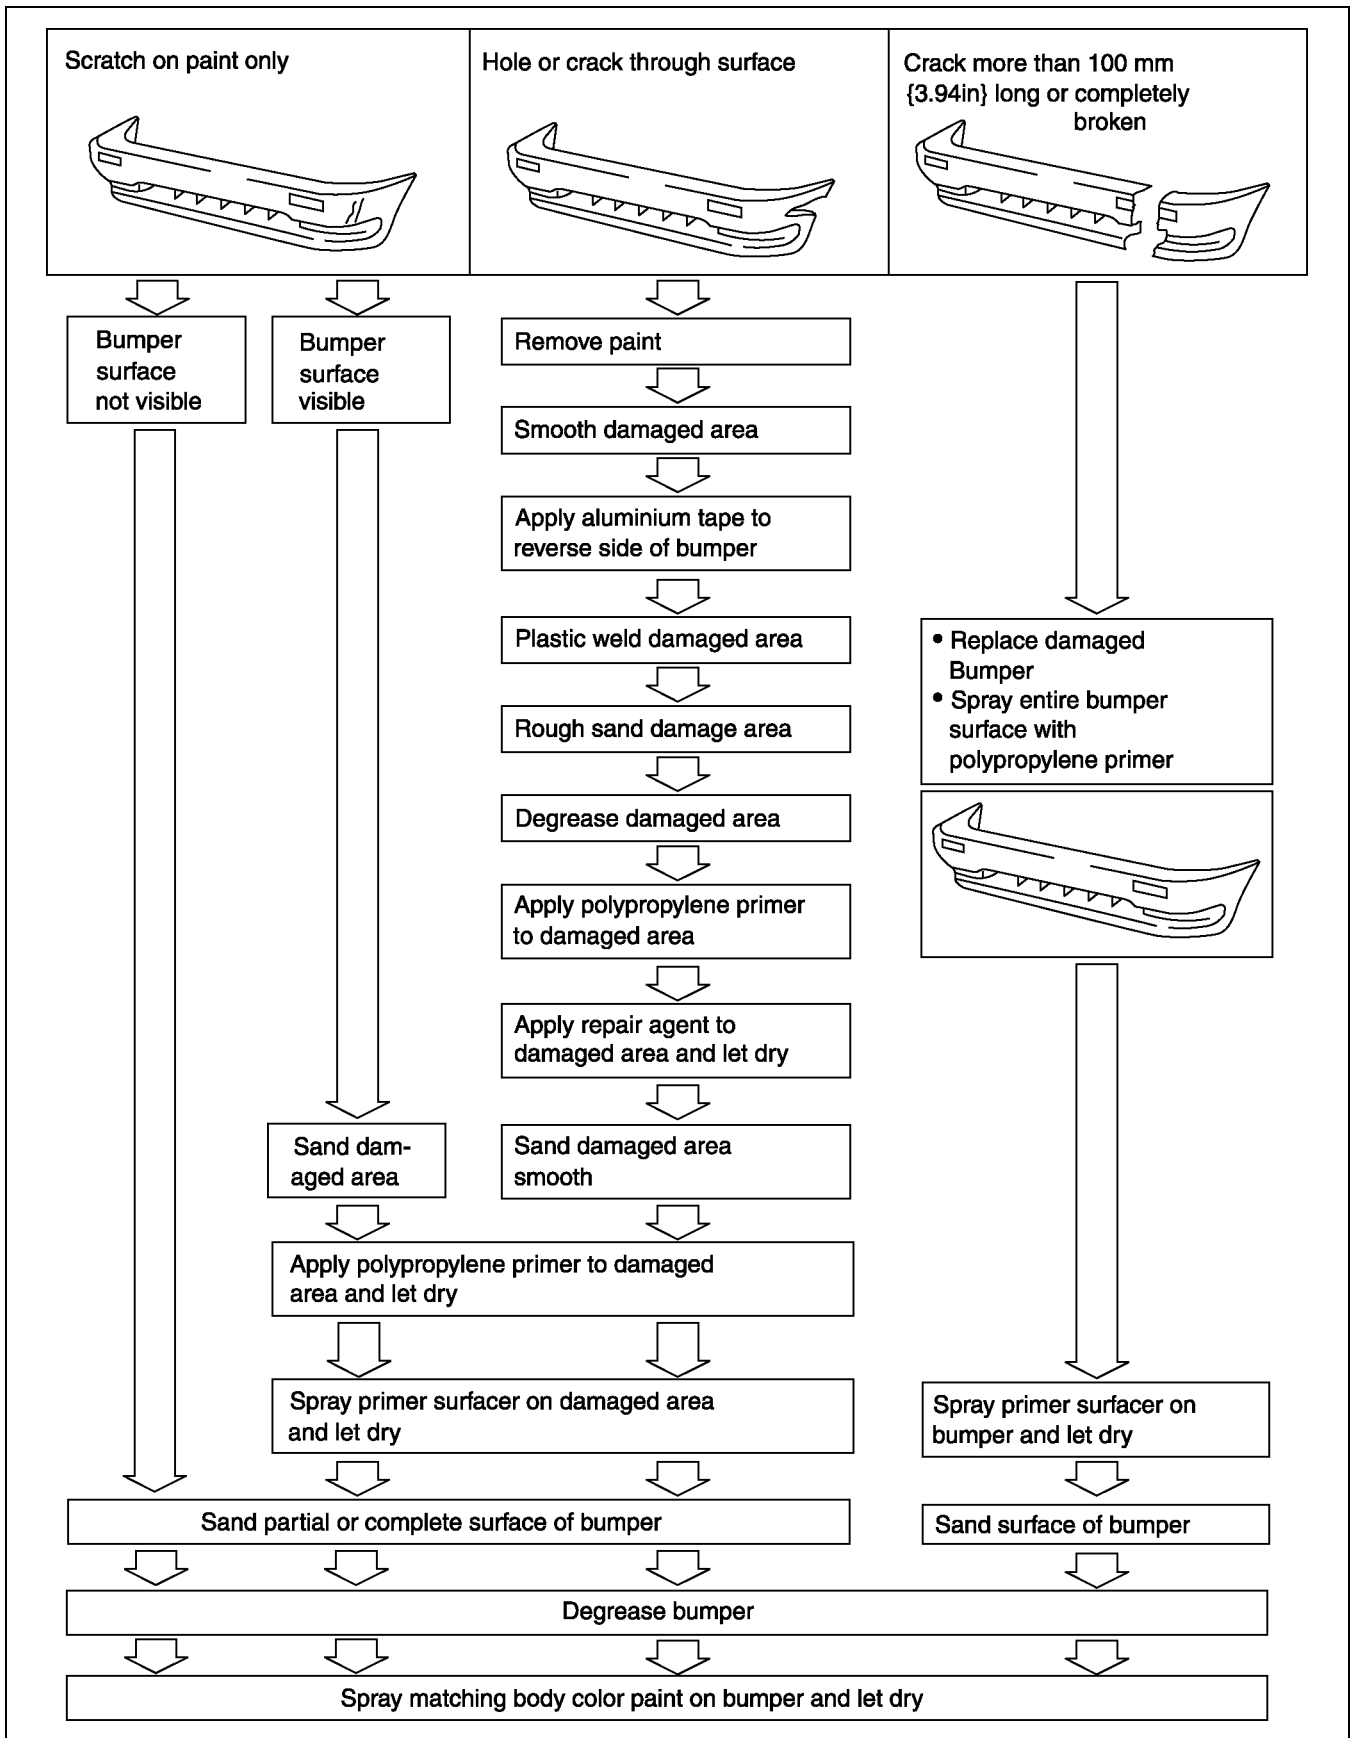 Scratch on paint only
Hole or crack through surface
Crack more than 100 mm
{3.94in} long or completely
broken
Bumper
surface
not visible
Bumper
surface
visible
Remove paint
Smooth damaged area
Apply aluminium tape to
reverse side of bumper
Plastic weld damaged area
Rough sand damage area
Degrease damaged area
Apply polypropylene primer
to damaged area
Apply repair agent to
damaged area and let dry
Sand dam-
aged area
Sand damaged area
smooth
Apply polypropylene primer to damaged
area and let dry
Spray primer surfacer on damaged area
and let dry
• Replace damaged
Bumper
• Spray entire bumper
surface with
polypropylene primer
Spray primer surfacer on
bumper and let dry
Sand partial or complete surface of bumper
Sand surface of bumper
Degrease bumper
Spray matching body color paint on bumper and let dry